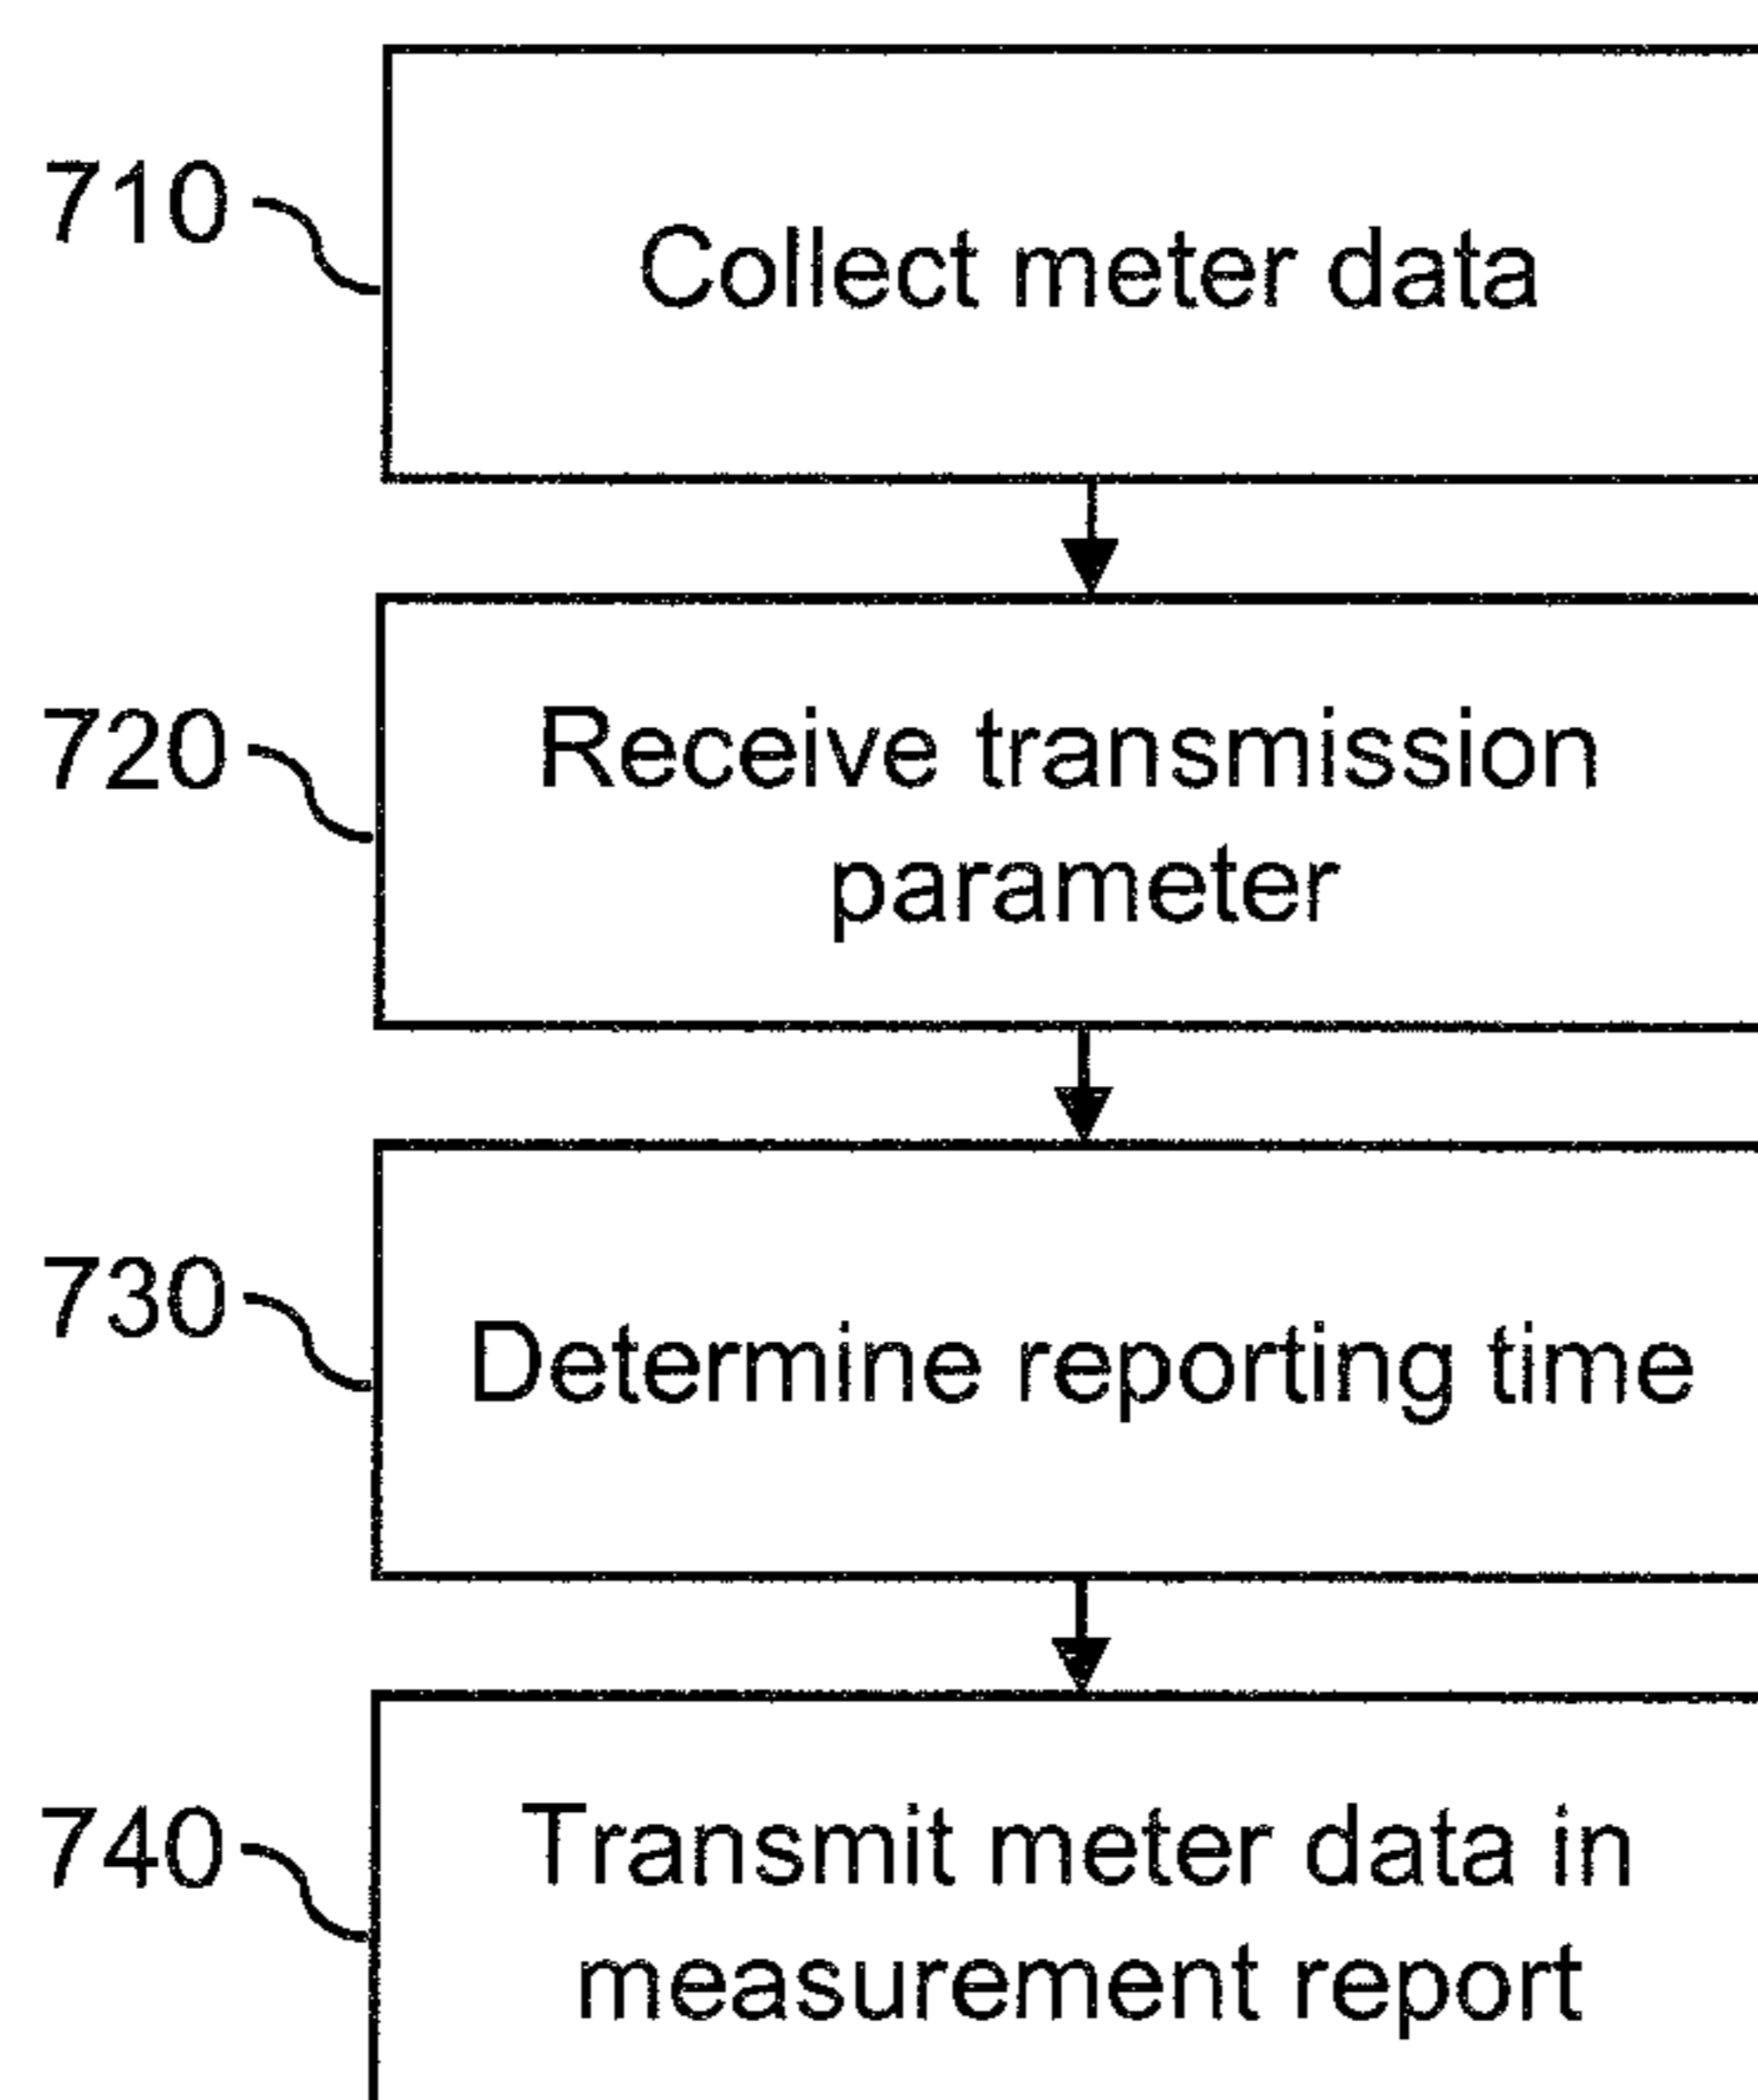 710
Collect meter data
720
Receive transmission
parameter
730
Determine reporting time
740
Transmit meter data in
measurement report